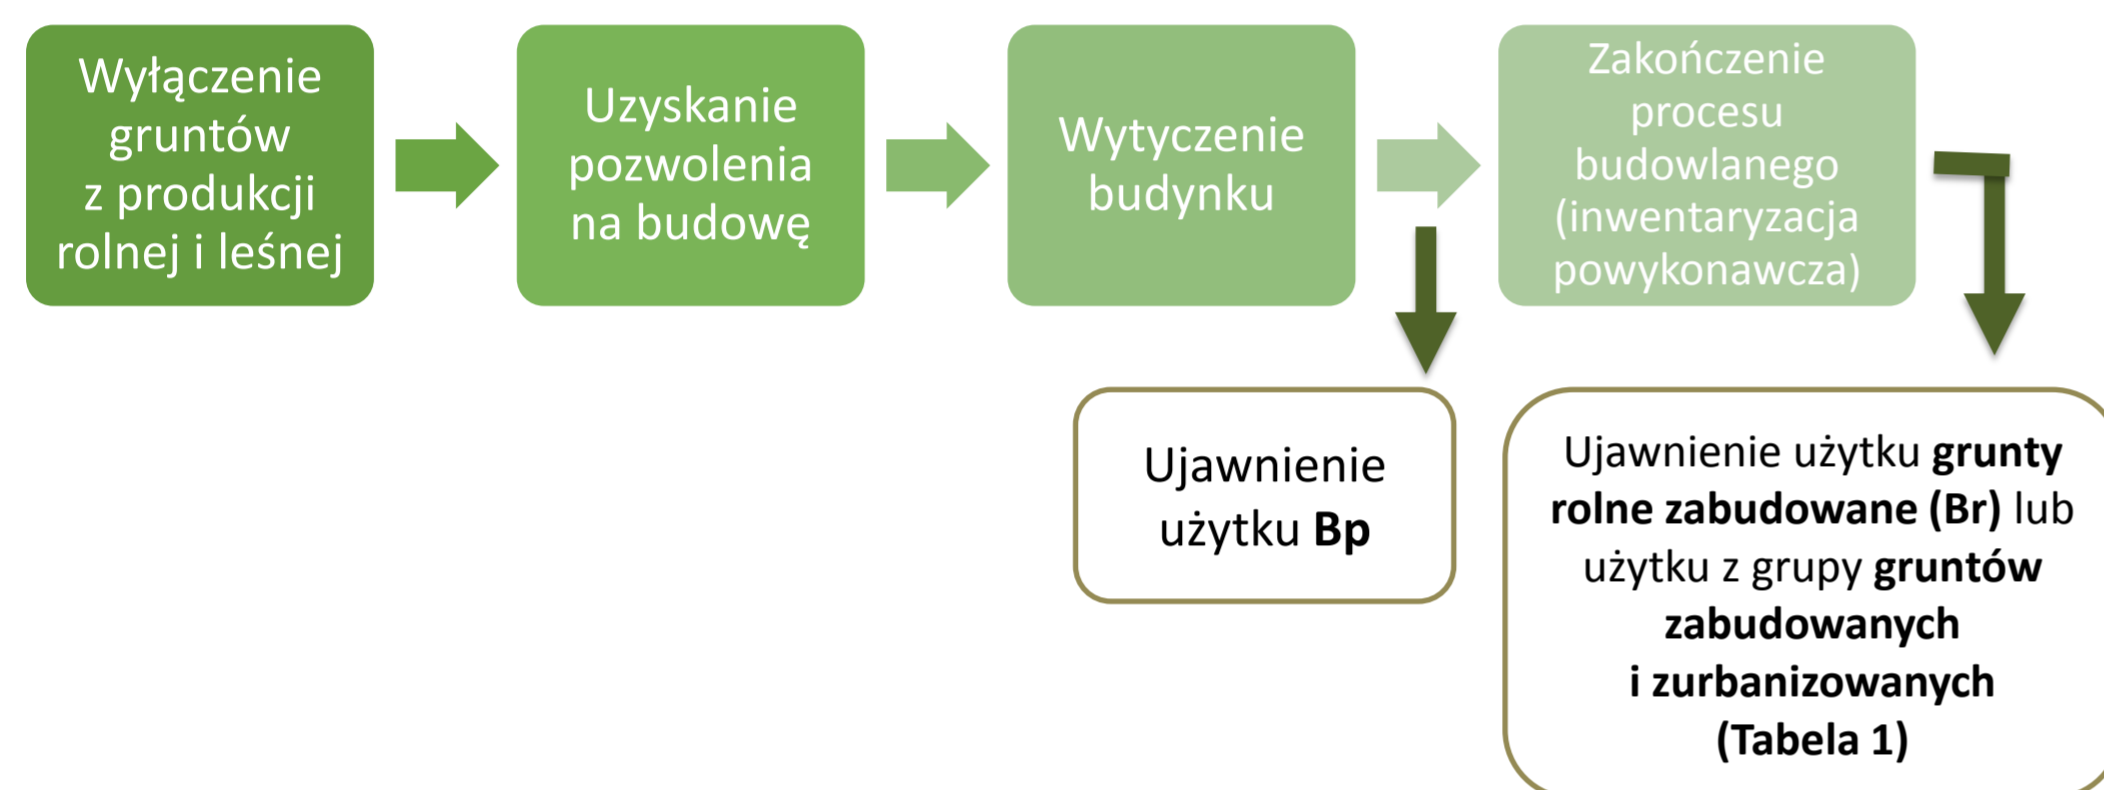 Wyłączenie
gruntów
z produkcji
rolnej i leśnej
Uzyskanie
pozwolenia
na budowę
Wytyczenie
budynku
Zakończenie
procesu
budowlanego
(inwentaryzacja
powykonawcza)
Ujawnienie
użytku Bp
Ujawnienie użytku grunty
rolne zabudowane (Br) lub
użytku z grupy gruntów
zabudowanych
i zurbanizowanych
(Tabela 1)